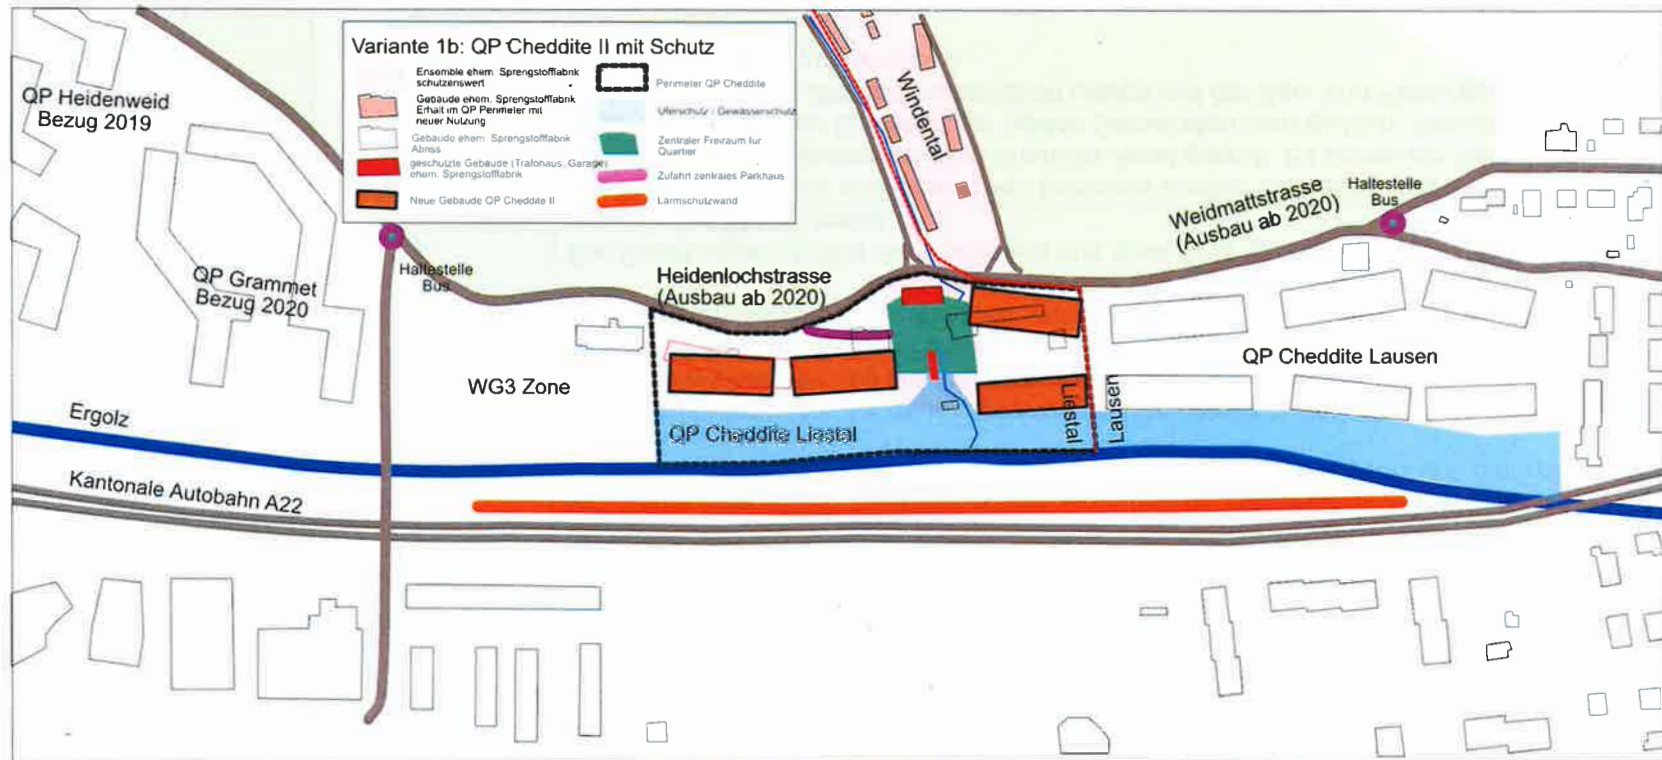 Variante 1b: QP Cheddite II mit Schutz
Ensemble ehem. Sprengstofffabrik
schutzenswert
Gebäude ehem. Sprengstofffabrik
Erhalt im QP Perimeter mit
neuer Nutzung
Gebäude ehem. Sprengstofffabrik
Abriss
geschützte Gebäude (Trafohaus, Garage)
ehem. Sprengstofffabrik
Neue Gebäude QP Cheddite II
Perimeter QP Cheddite
Uferschutz / Gewässerschutz
Zentraler Freiraum fur
Quartier
Zufahrt zentrales Parkhaus
Larmschutzwand
QP Heidenweid
Bezug 2019
QP Grammet
Bezug 2020
Haltestelle
Bus
Windental
Heidenlochstrasse
(Ausbau ab 2020)
Weidmattstrasse
(Ausbau ab 2020)
Haltestelle
Bus
WG3 Zone
QP Cheddite Liestal
Liestal
Lausen
QP Cheddite Lausen
Ergolz
Kantonale Autobahn A22